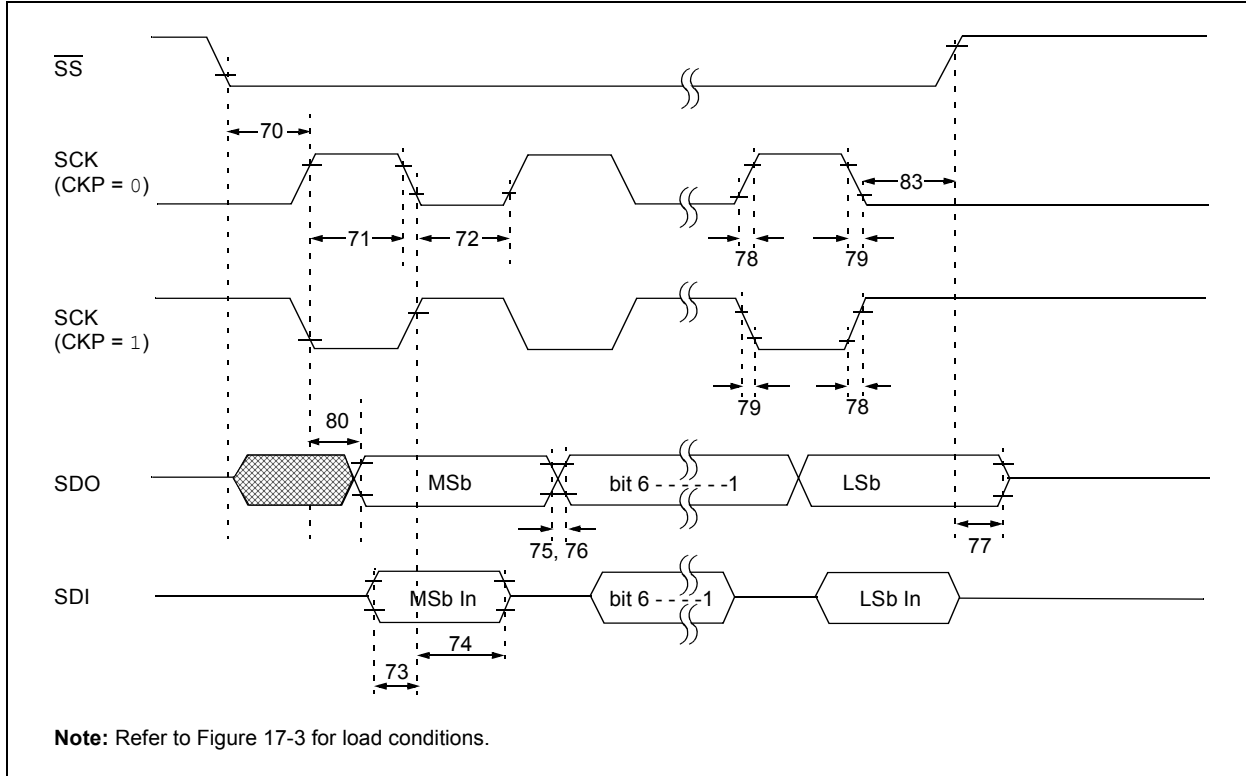 SS
70
SCK
(CKP = 0)
83
71
72
78
79
SCK
(CKP = 1)
79
78
80
SDO
MSb
bit 6 - - - - - - -1
LSb
75, 76
77
SDI
MSb In
bit 6 - - - - -1
LSb In
74
73
Note: Refer to Figure 17-3 for load conditions.